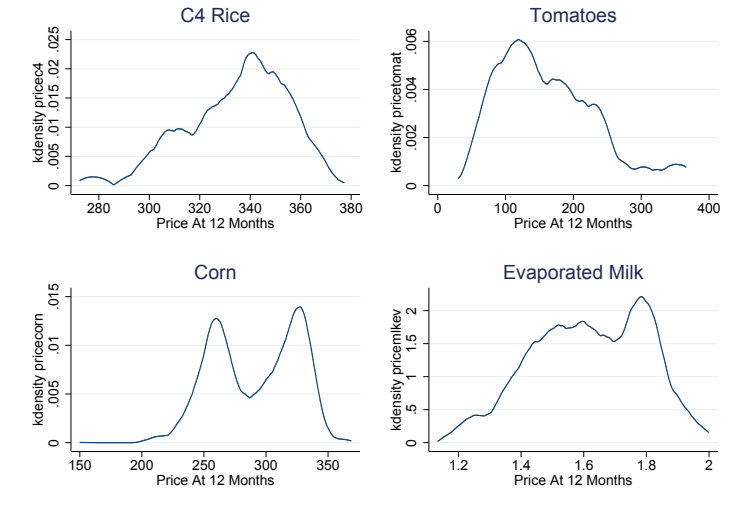 C4 Rice
kdensity pricec4
0 .005 .01 .015 .02 .025
280 300 320 340 360 380
Price At 12 Months
Tomatoes
kdensity pricetomat
0 .002 .004 .006
0 100 200 300 400
Price At 12 Months
Corn
kdensity pricecorn
0 .005 .01 .015
150 200 250 300 350
Price At 12 Months
Evaporated Milk
kdensity pricemilkev
0 .5 1 1.5 2
1.2 1.4 1.6 1.8 2
Price At 12 Months